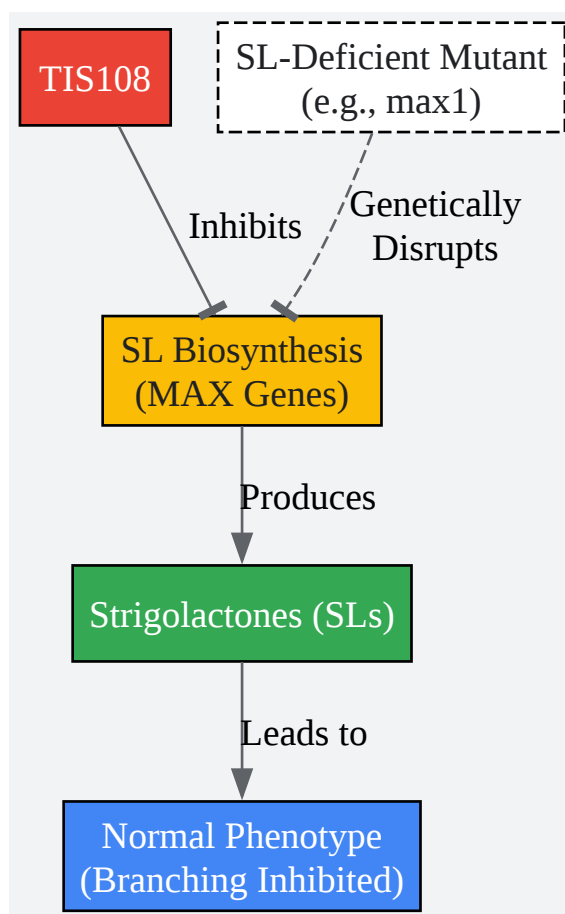 TIS108
SL-Deficient Mutant
(e.g., max1)
Inhibits
Genetically
Disrupts
SL Biosynthesis
(MAX Genes)
Produces
Strigolactones (SLs)
Leads to
Normal Phenotype
(Branching Inhibited)